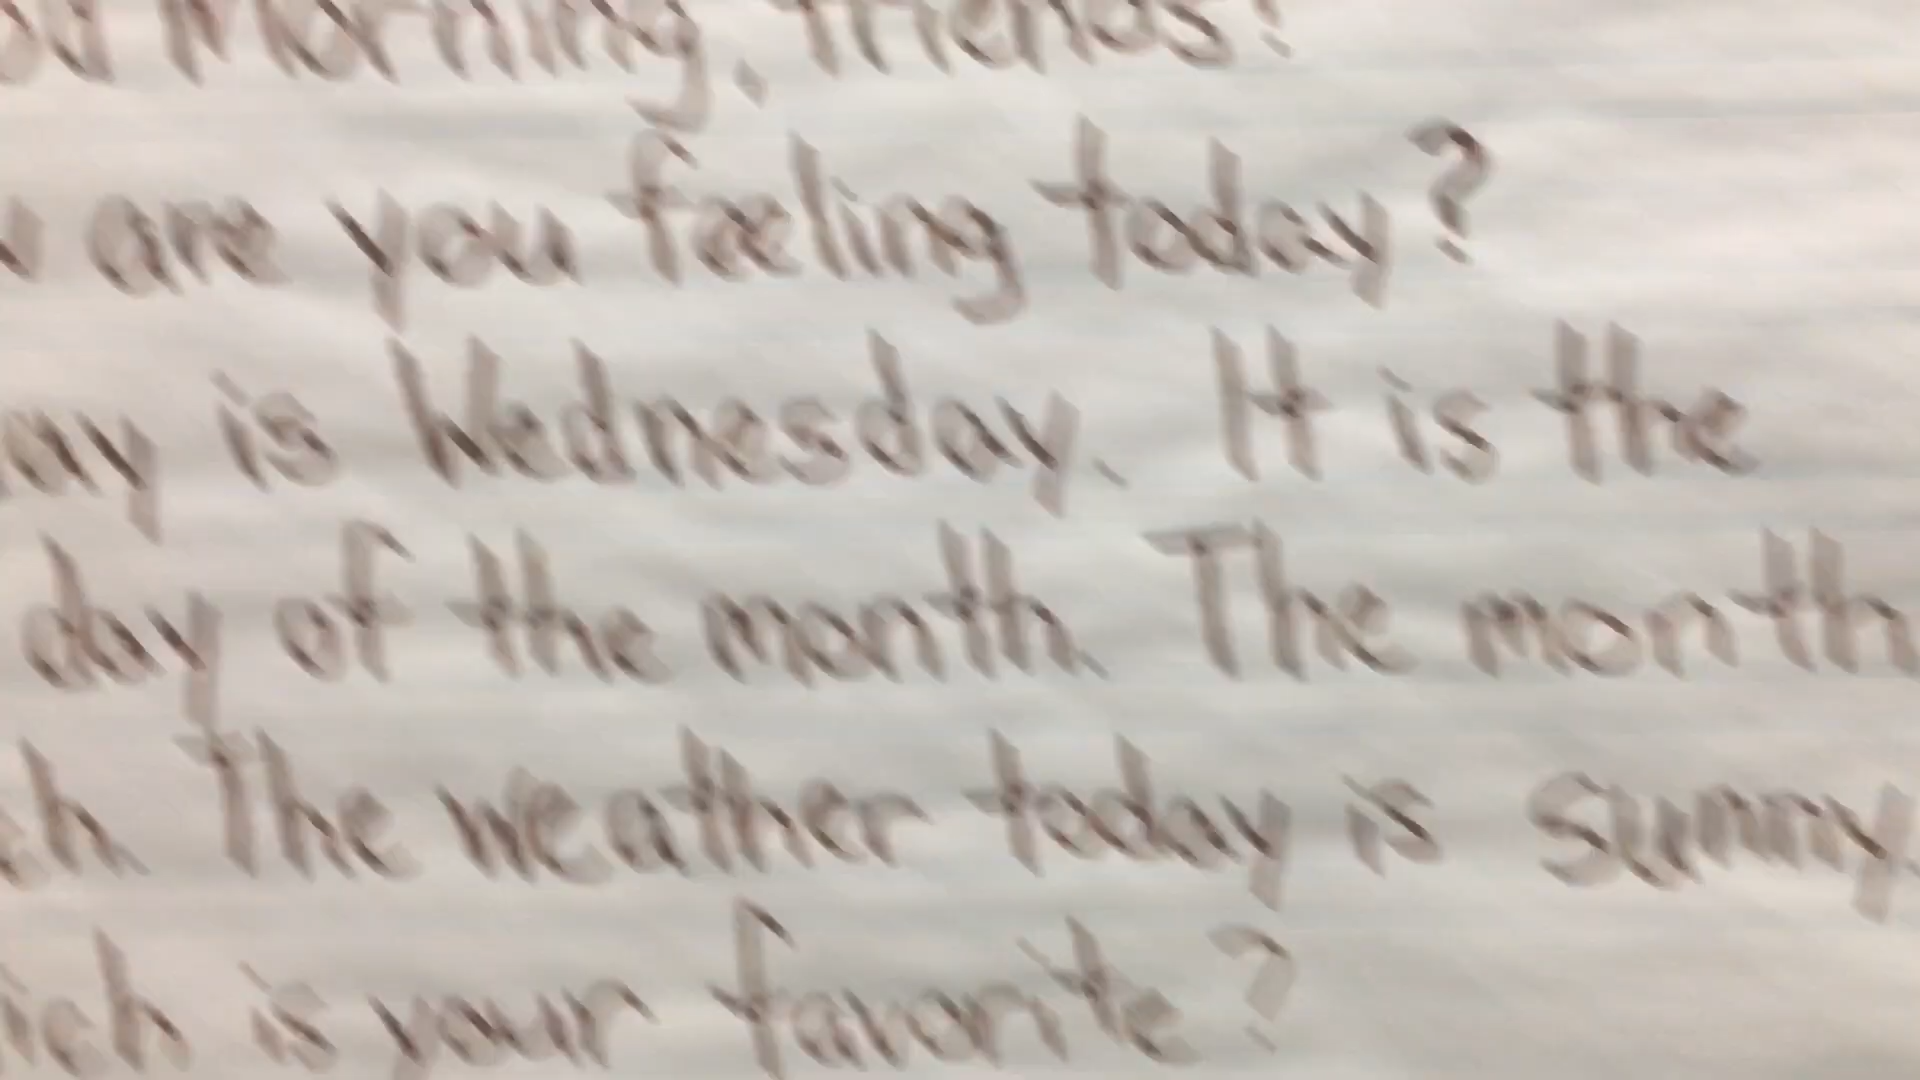 Morning, friends!
are you feeling today?
is Wednesday. It is the
day of the month. The month
The weather today is sunny.
is your favorite?